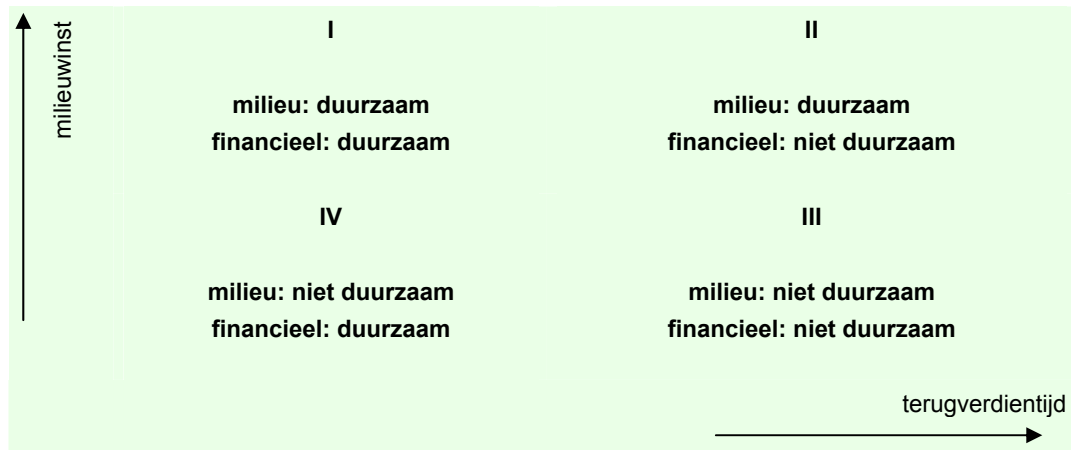 milieuwinst
I
milieu: duurzaam
financieel: duurzaam
II
milieu: duurzaam
financieel: niet duurzaam
IV
milieu: niet duurzaam
financieel: duurzaam
III
milieu: niet duurzaam
financieel: niet duurzaam
terugverdientijd